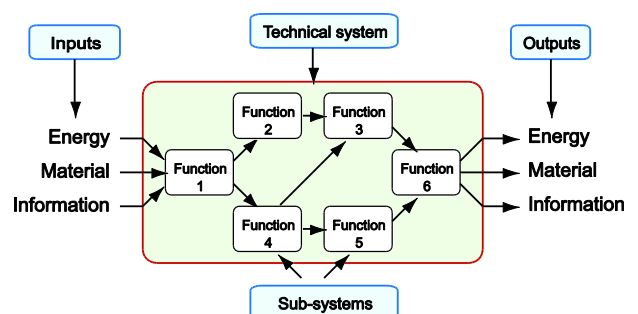 Technical system
Inputs
Outputs
Function
2
Function
3
Energy
Material
Information
Function
1
Function
6
Energy
Material
Information
Function
4
Function
5
Sub-systems